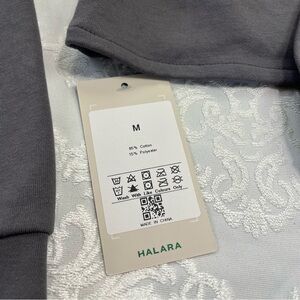 M
85% Cotton
15% Polyester
Wash With Like Colours Only
MADE IN CHINA
HALARA